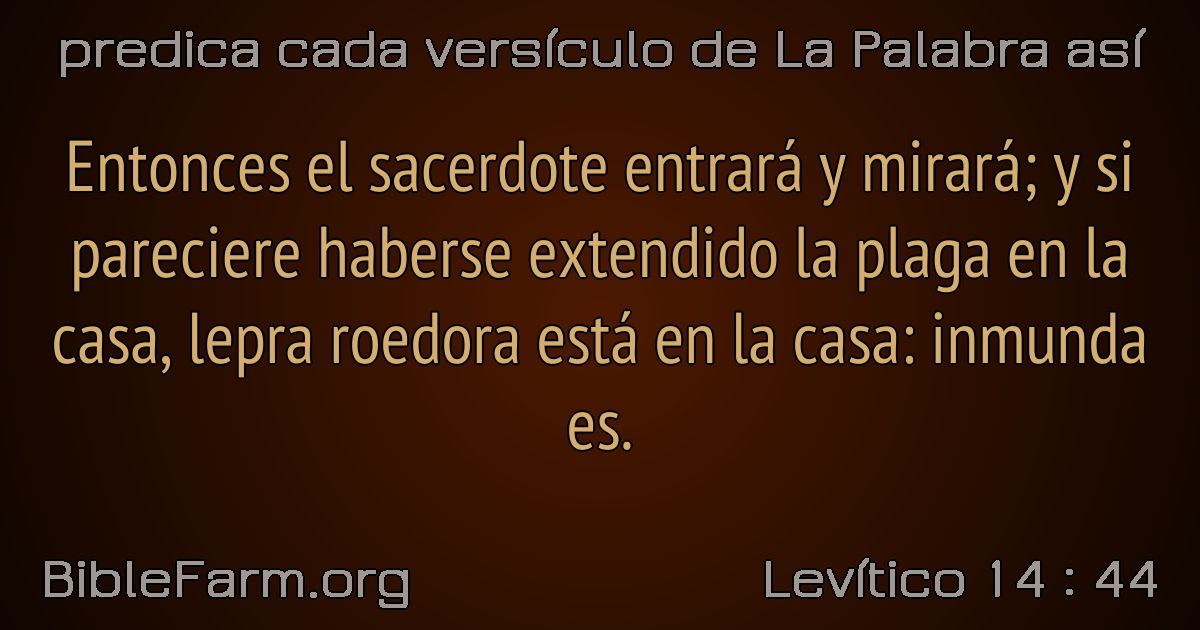 predica cada versículo de La Palabra así
Entonces el sacerdote entrará y mirará; y si
pareciere haberse extendido la plaga en la
casa, lepra roedora está en la casa: inmunda
es.
BibleFarm.org
Levítico 14 : 44